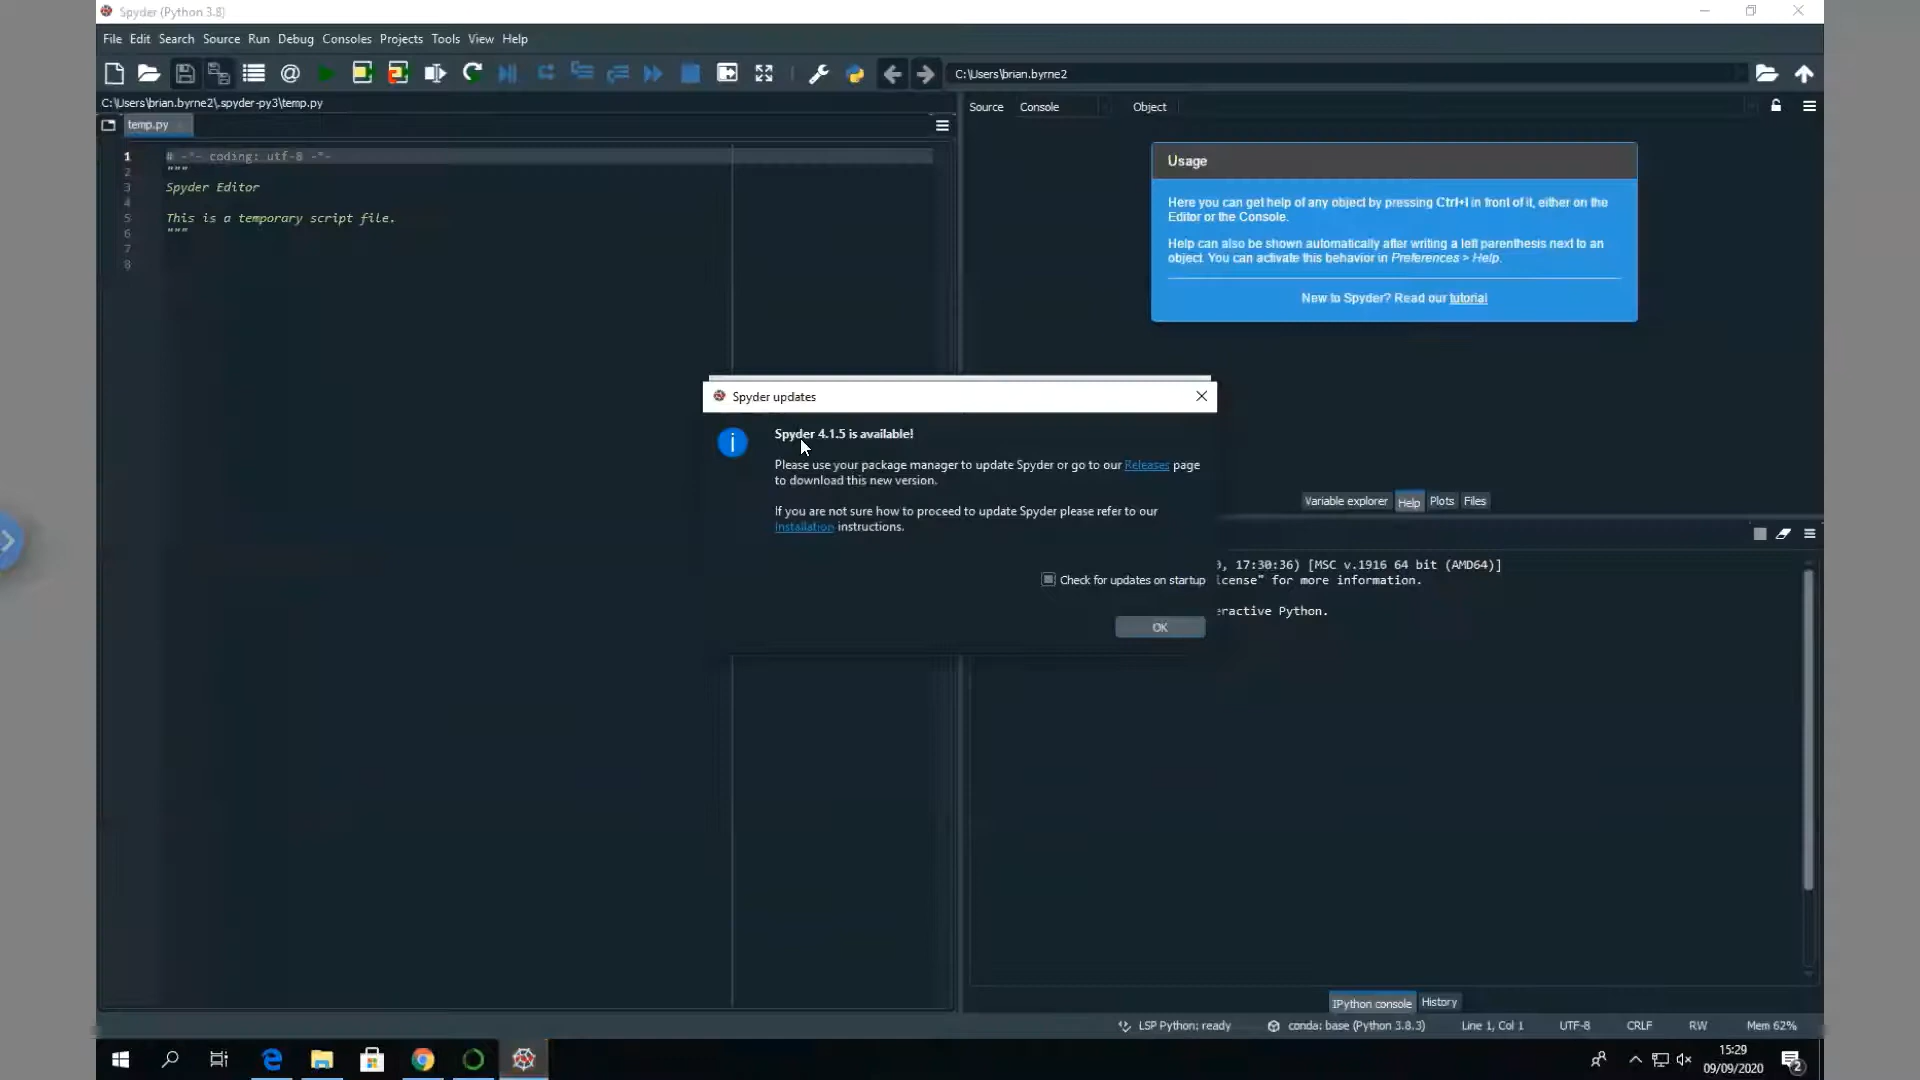 Spyder (Python 3.8)
File Edit Search Source Run Debug Consoles Projects Tools View Help
C:\Users\brian.byrne2
C:\Users\brian.byrne2\.spyder-py3\temp.py
temp.py
1 # -*- coding: utf-8 -*-
2 """
3 Spyder Editor
4
5 This is a temporary script file.
6 """
7
8
Source Console Object
Usage
Here you can get help of any object by pressing Ctrl+I in front of it, either on the
Editor or the Console.
Help can also be shown automatically after writing a left parenthesis next to an
object. You can activate this behavior in Preferences > Help.
New to Spyder? Read our tutorial
Variable explorer Help Plots Files
Spyder updates
Spyder 4.1.5 is available!
Please use your package manager to update Spyder or go to our Releases page
to download this new version.
If you are not sure how to proceed to update Spyder please refer to our
Installation instructions.
Check for updates on startup
OK
, 17:30:36) [MSC v.1916 64 bit (AMD64)]
icense" for more information.
eractive Python.
IPython console History
LSP Python: ready conda: base (Python 3.8.3) Line 1, Col 1 UTF-8 CRLF RW Mem 62%
15:29
09/09/2020
2